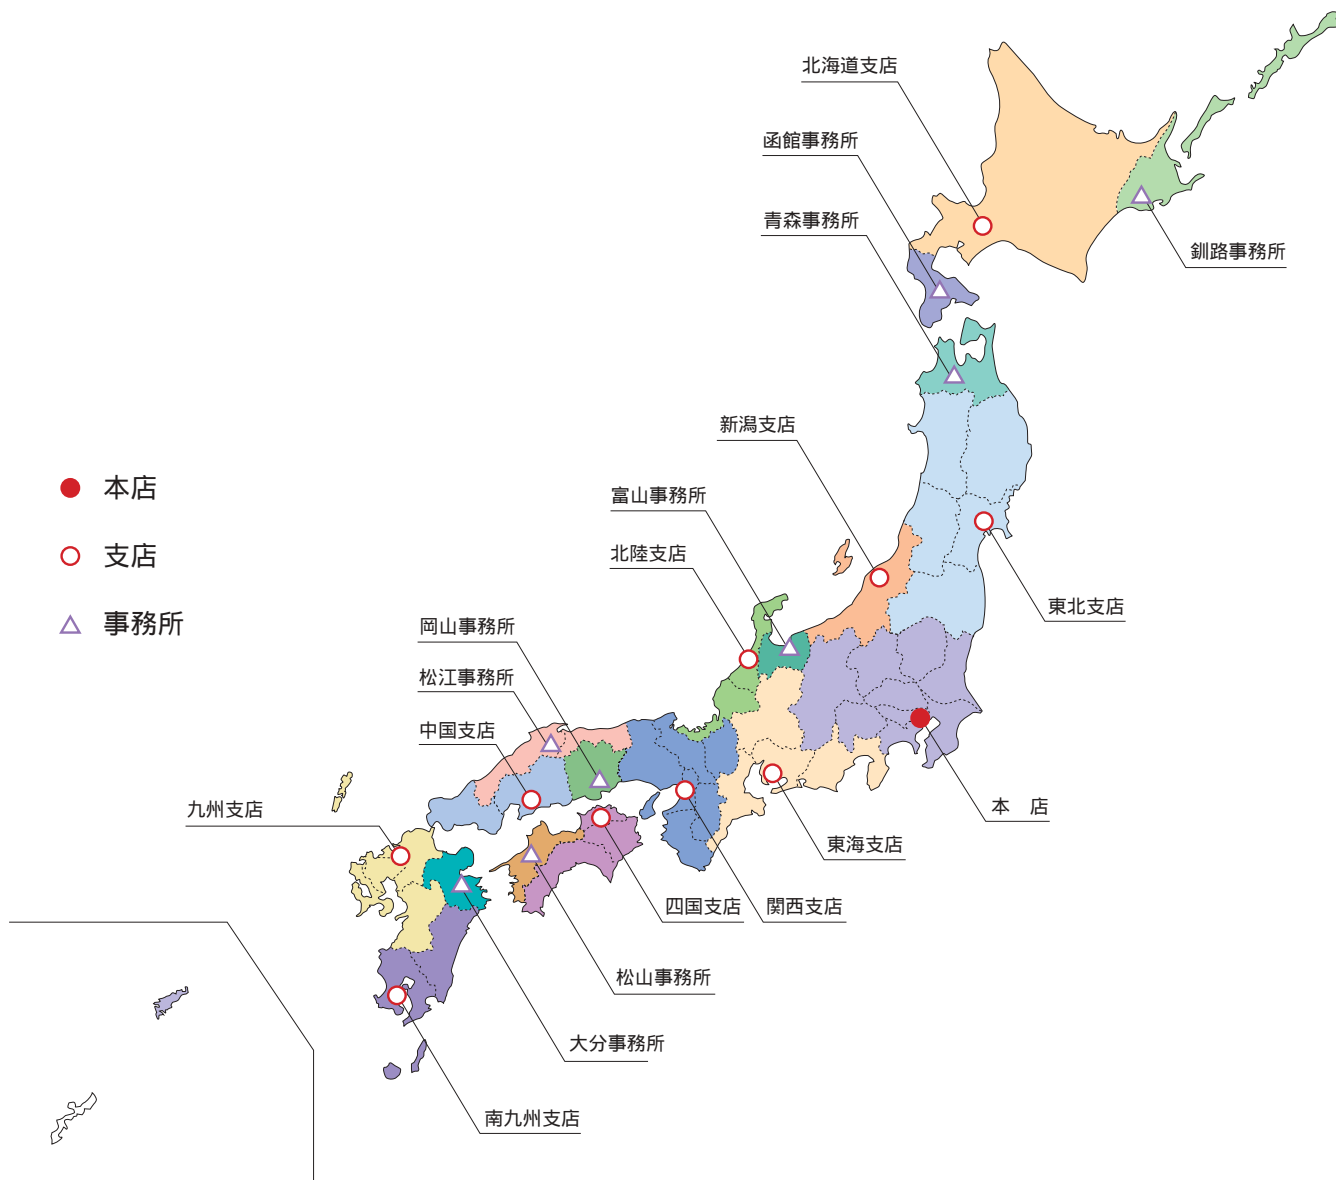 北海道支店
函館事務所
青森事務所
釧路事務所
新潟支店
本店
富山事務所
支店
北陸支店
東北支店
事務所
岡山事務所
松江事務所
中国支店
九州支店
本　店
東海支店
四国支店
関西支店
松山事務所
大分事務所
南九州支店